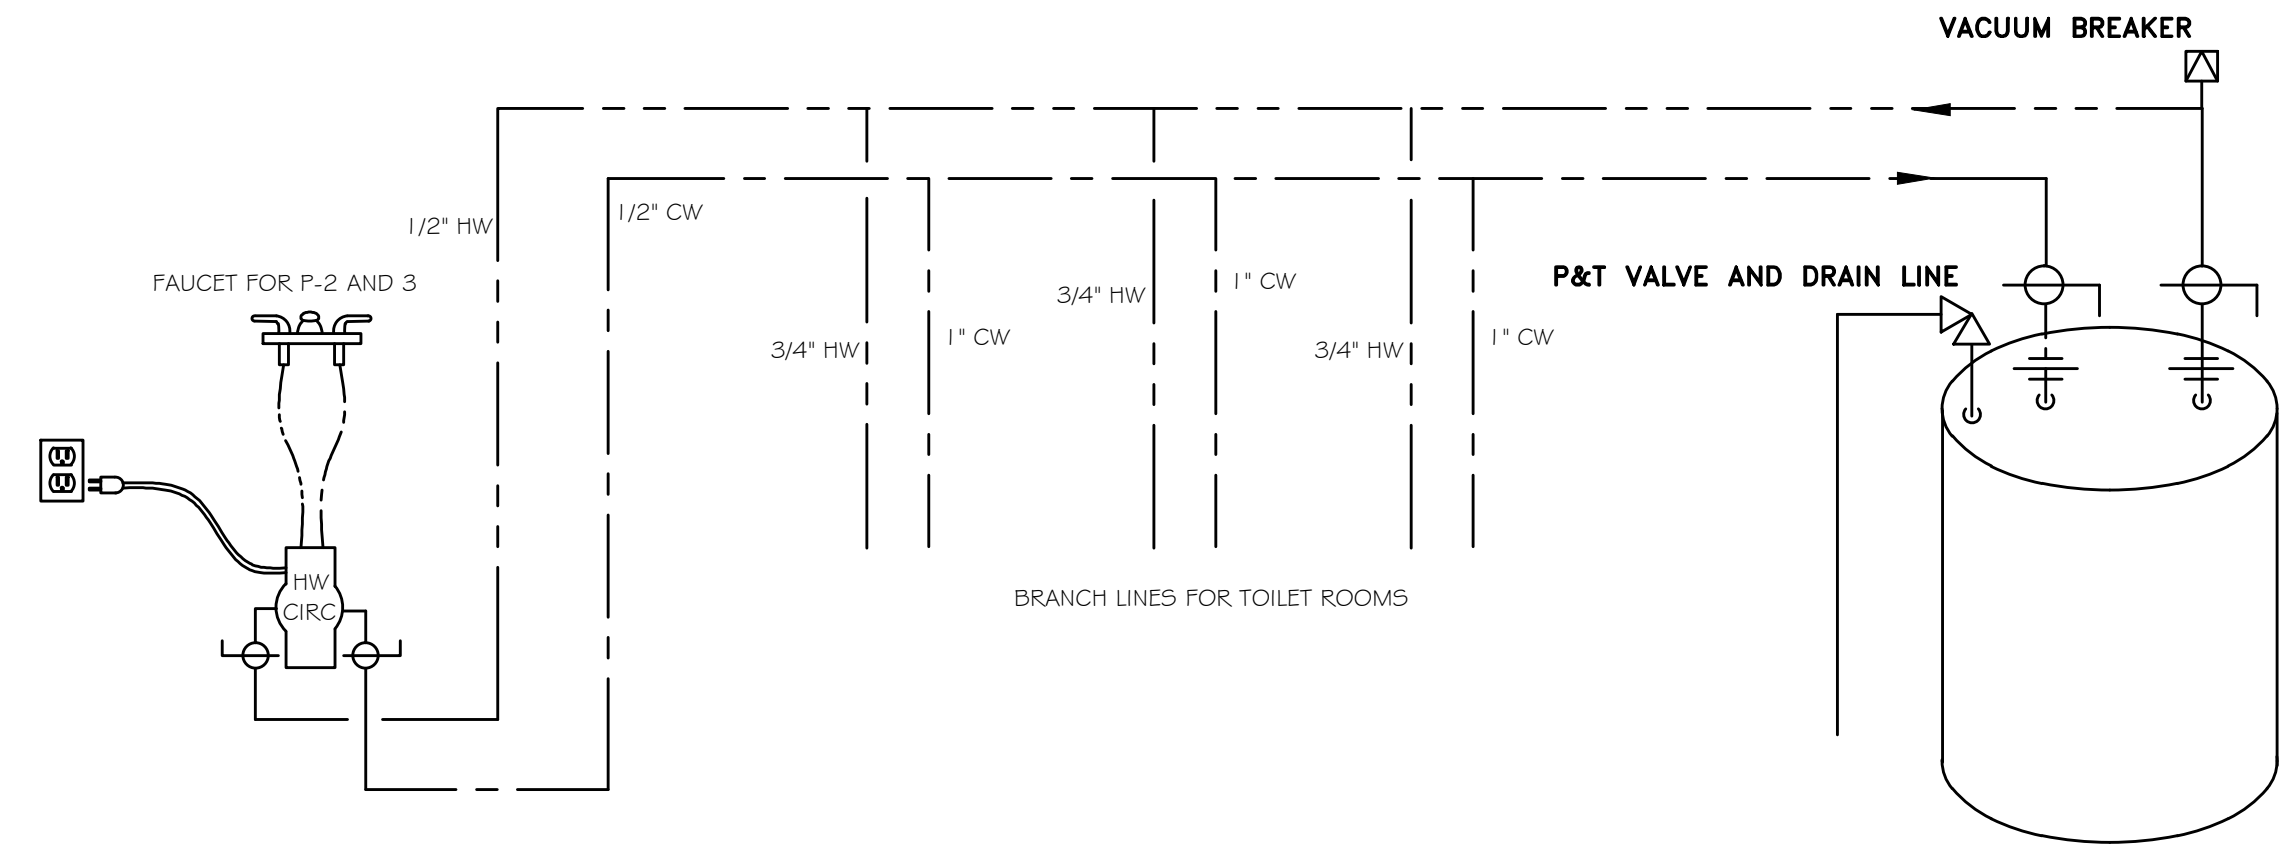 VACUUM BREAKER
1/2" HW
1/2" CW
P&T VALVE AND DRAIN LINE
FAUCET FOR P-2 AND 3
3/4" HW
1" CW
3/4" HW
1" CW
3/4" HW
1" CW
HW
CIRC
BRANCH LINES FOR TOILET ROOMS